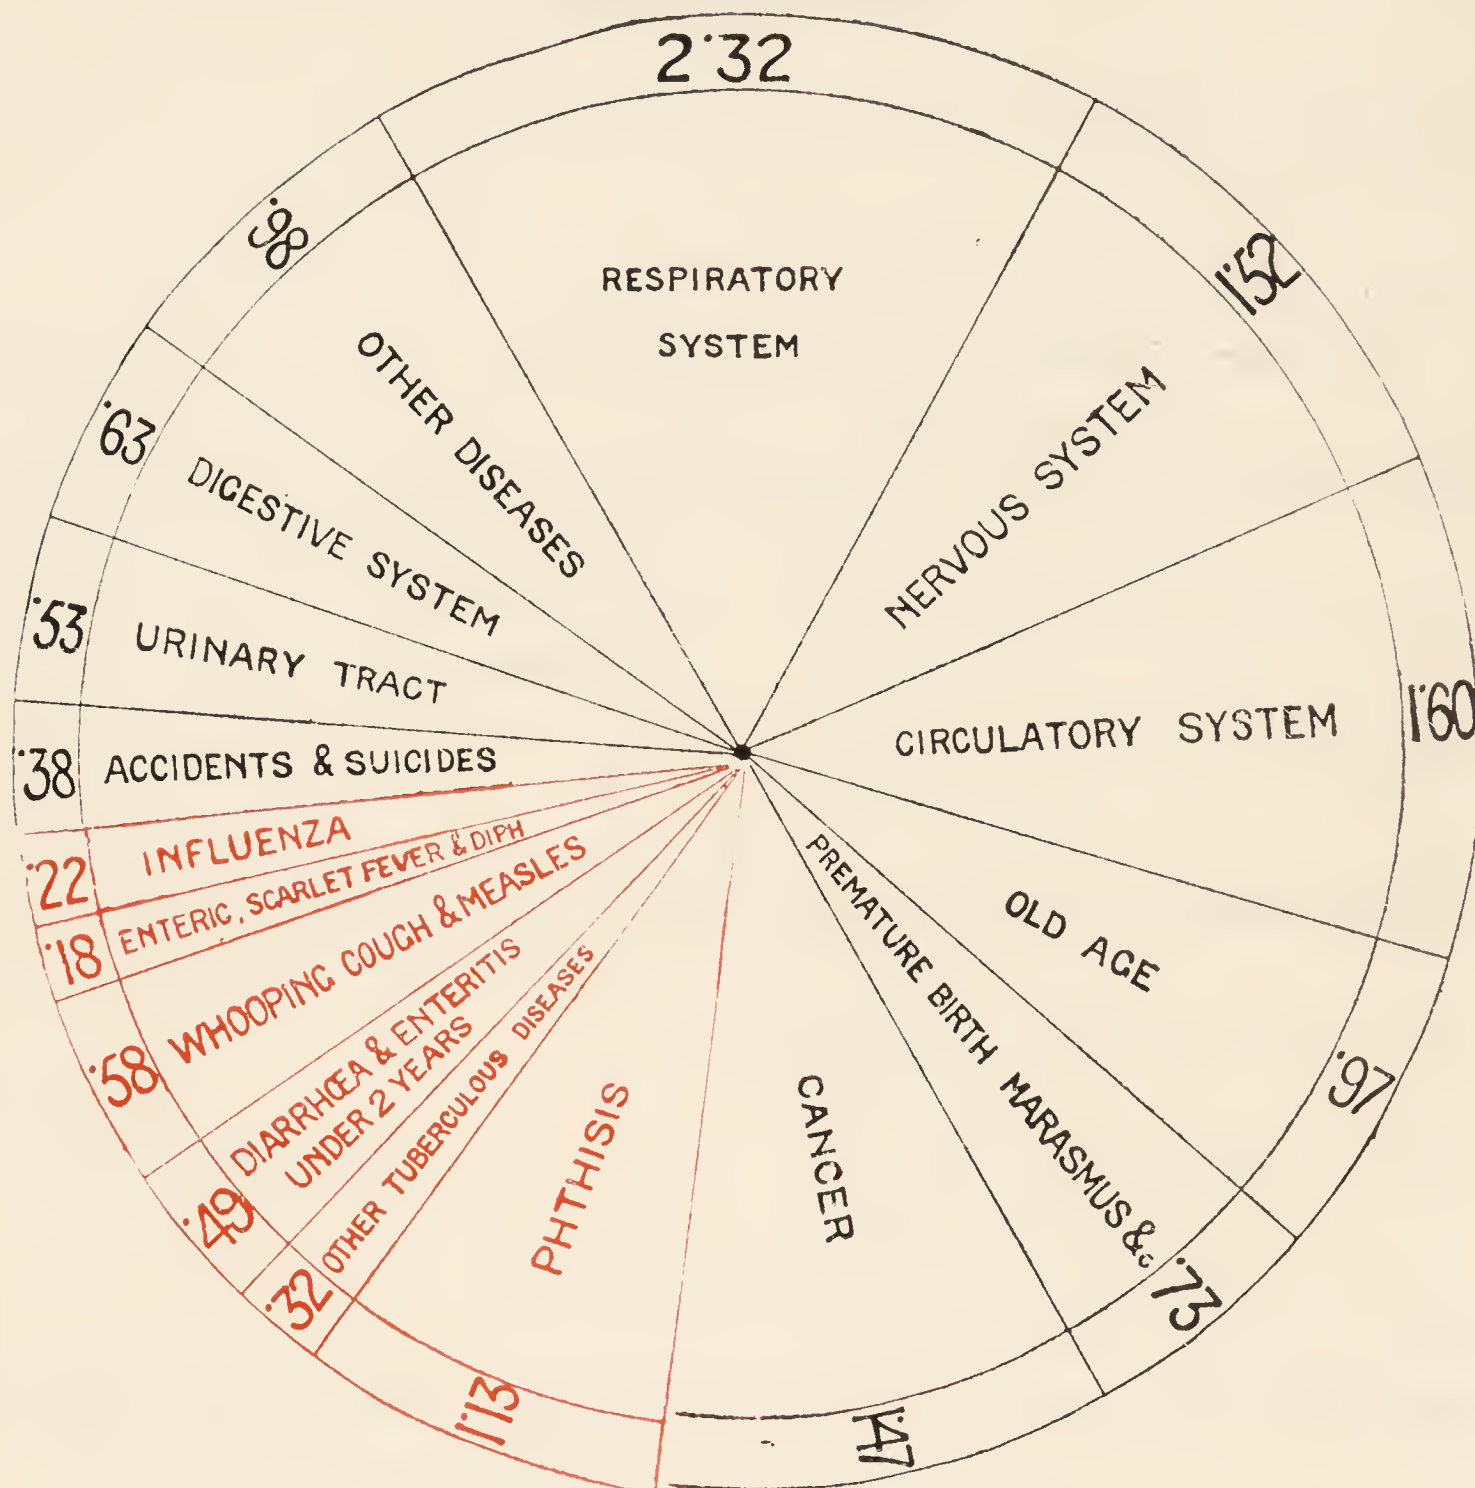 2·32
RESPIRATORY
SYSTEM
1·52
NERVOUS SYSTEM
1·60
CIRCULATORY SYSTEM
·97
OLD AGE
·73
PREMATURE BIRTH MARASMUS &c
1·47
CANCER
1·13
PHTHISIS
·32
OTHER TUBERCULOUS DISEASES
·49
DIARRHŒA & ENTERITIS
UNDER 2 YEARS
·58
WHOOPING COUGH & MEASLES
·18
ENTERIC, SCARLET FEVER & DIPH
·22
INFLUENZA
·38
ACCIDENTS & SUICIDES
·53
URINARY TRACT
·63
DIGESTIVE SYSTEM
·98
OTHER DISEASES